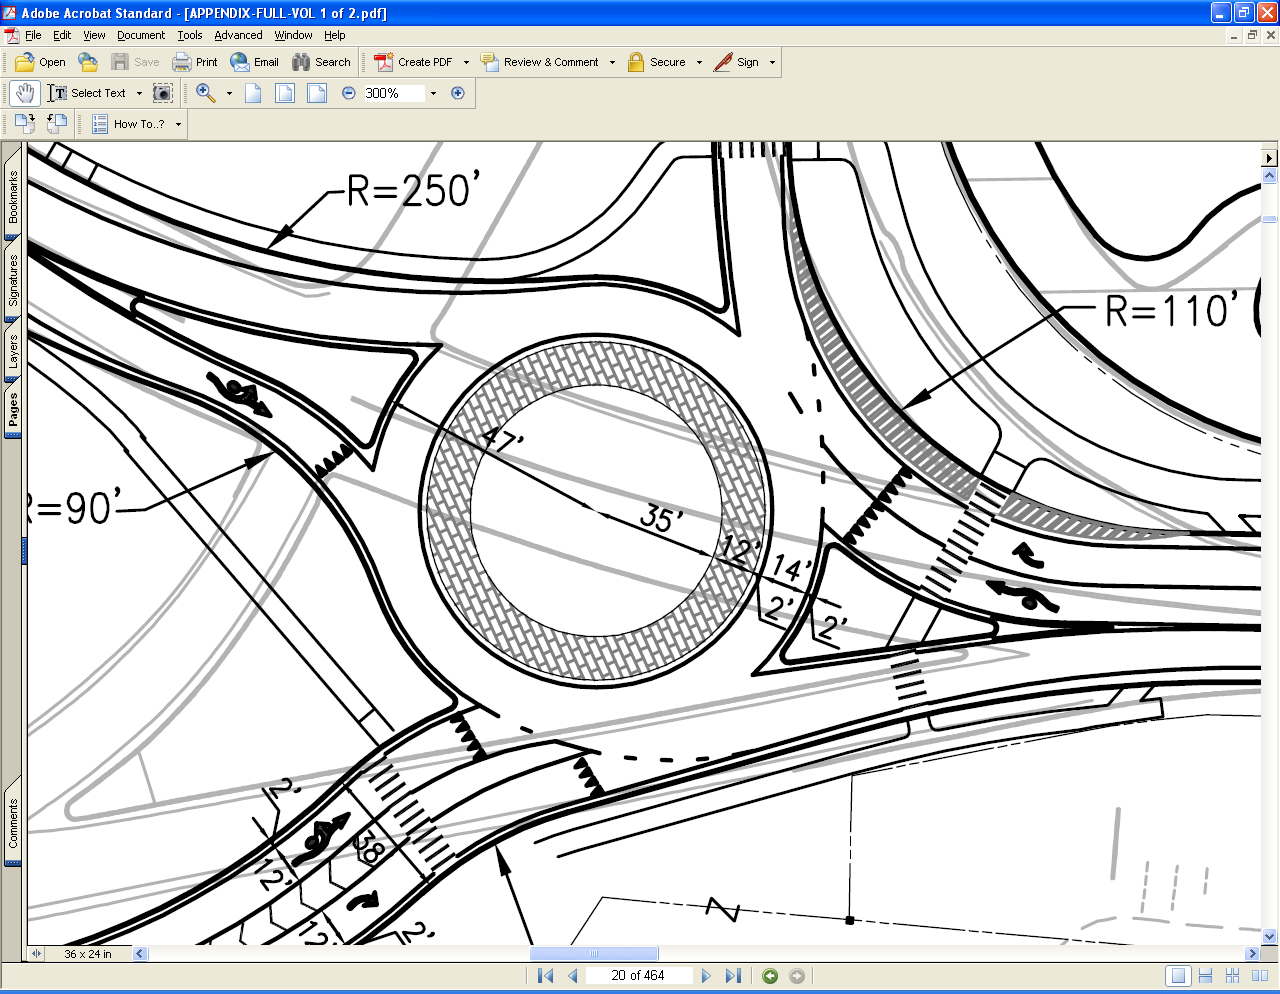 Adobe Acrobat Standard - [APPENDIX-FULL-VOL 1 of 2.pdf]
File Edit View Document Tools Advanced Window Help
Open Save Print Email Search Create PDF Review & Comment Secure Sign
Select Text 300%
How To..?
Bookmarks
Signatures
Layers
Pages
Comments
R=250'
R=110'
R=90'
47'
35'
12'
14'
2'
2'
2'
38'
12'
12'
2'
N
36 x 24 in
20 of 464